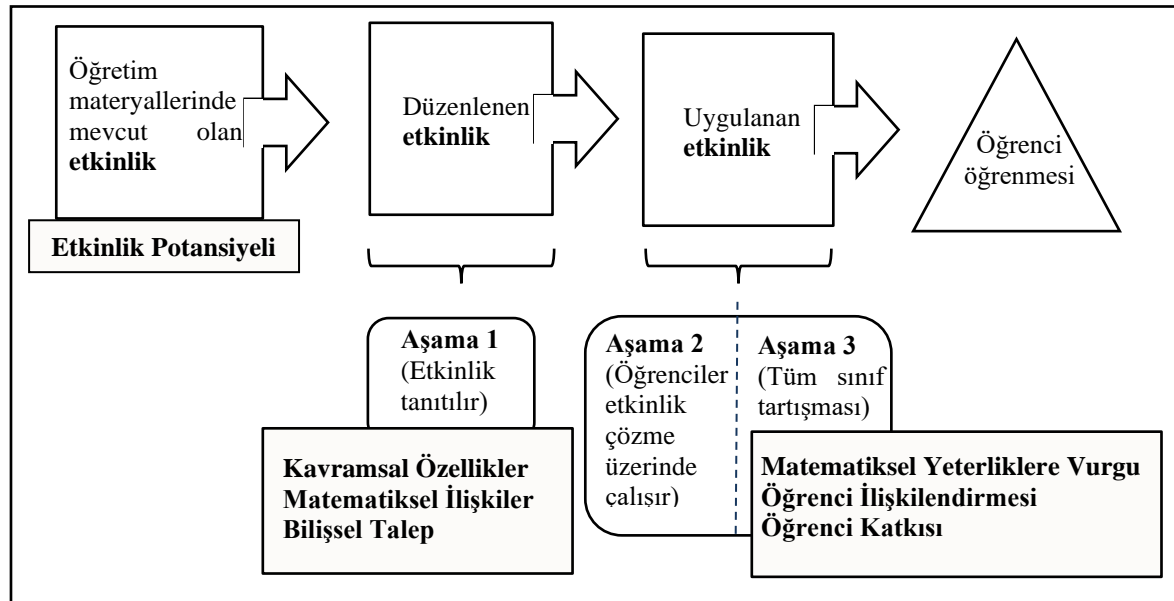 Öğretim
materyallerinde
mevcut olan
etkinlik
Düzenlenen
etkinlik
Uygulanan
etkinlik
Öğrenci
öğrenmesi
Etkinlik Potansiyeli
Aşama 1
(Etkinlik
tanıtılır)
Kavramsal Özellikler
Matematiksel İlişkiler
Bilişsel Talep
Aşama 2
(Öğrenciler
etkinlik
çözme
üzerinde
çalışır)
Aşama 3
(Tüm sınıf
tartışması)
Matematiksel Yeterliklere Vurgu
Öğrenci İlişkilendirmesi
Öğrenci Katkısı